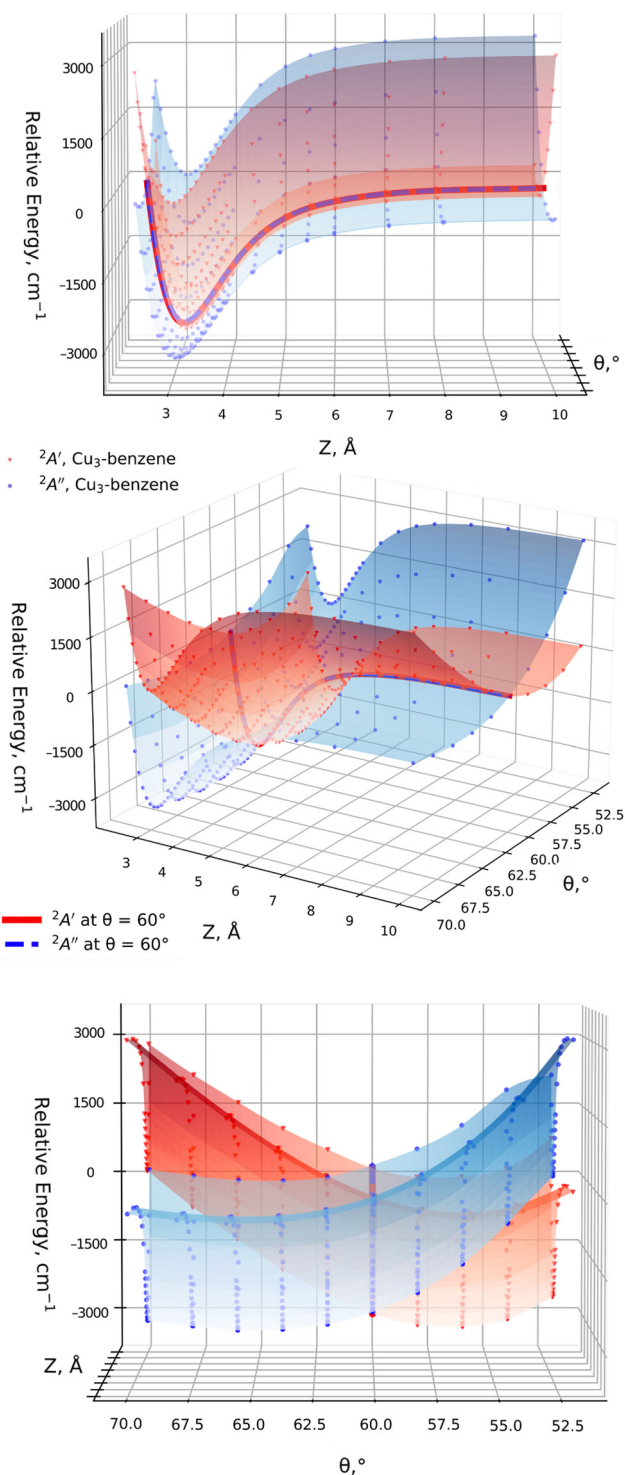 3000
1500
0
−1500
−3000
Relative Energy, cm⁻¹
3 4 5 6 7 8 9 10
Z, Å
θ,°
²A′, Cu₃-benzene
²A″, Cu₃-benzene
3000
1500
0
−1500
−3000
Relative Energy, cm⁻¹
3 4 5 6 7 8 9 10
Z, Å
52.5
55.0
57.5
60.0
62.5
65.0
67.5
70.0
θ,°
²A′ at θ = 60°
²A″ at θ = 60°
3000
1500
0
−1500
−3000
Relative Energy, cm⁻¹
Z, Å
70.0 67.5 65.0 62.5 60.0 57.5 55.0 52.5
θ,°